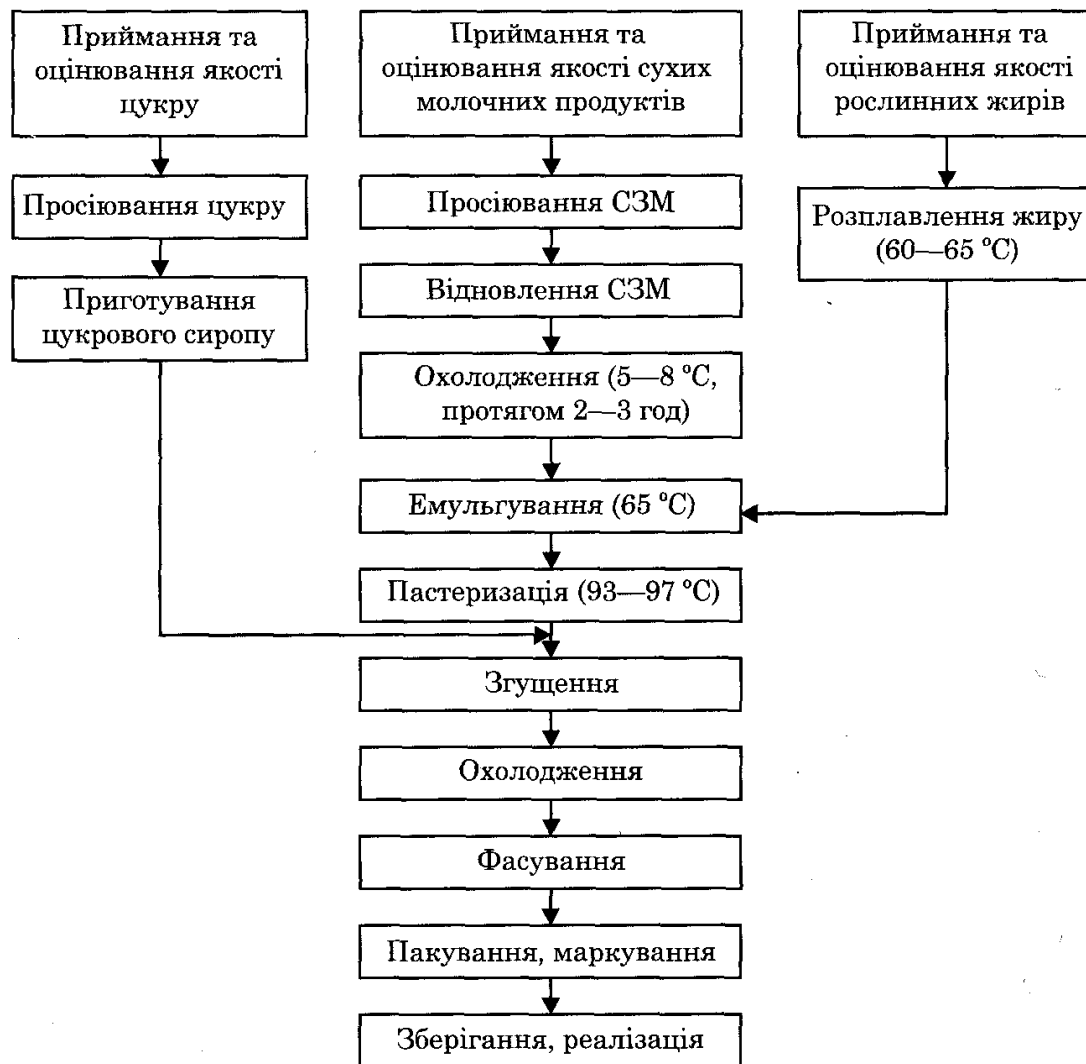 Приймання та
оцінювання якості
цукру
Приймання та
оцінювання якості сухих
молочних продуктів
Приймання та
оцінювання якості
рослинних жирів
Просіювання цукру
Просіювання СЗМ
Розплавлення жиру
(60—65 °С)
Приготування
цукрового сиропу
Відновлення СЗМ
Охолодження (5—8 °С,
протягом 2—3 год)
Емульгування (65 °С)
Пастеризація (93—97 °С)
Згущення
Охолодження
Фасування
Пакування, маркування
Зберігання, реалізація